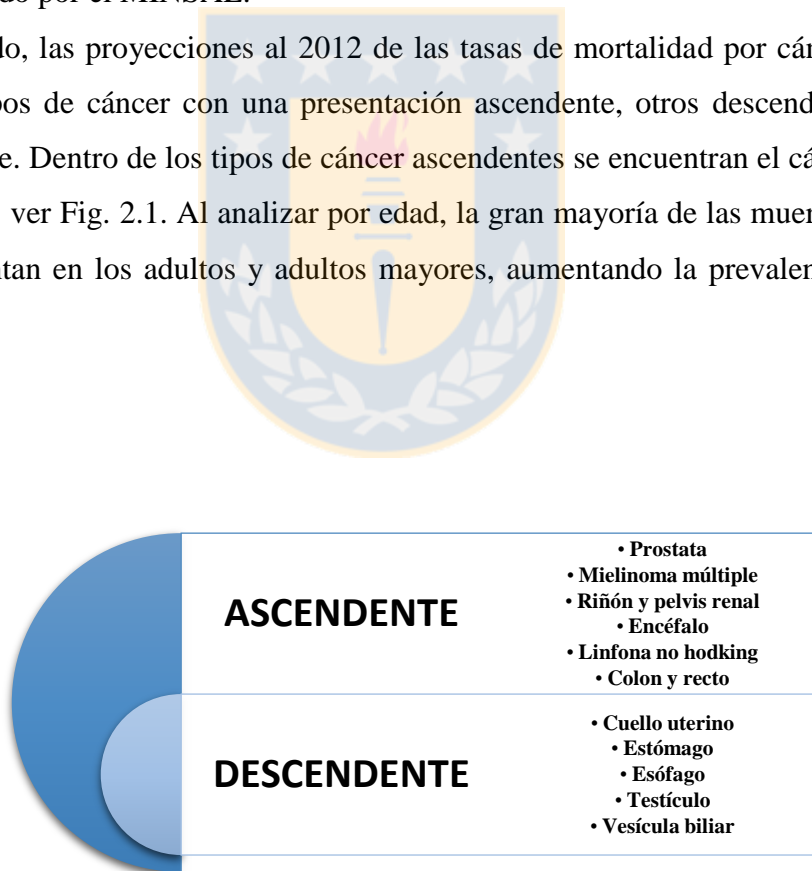 do por el MINSAL.
do, las proyecciones al 2012 de las tasas de mortalidad por cán
pos de cáncer con una presentación ascendente, otros descend
e. Dentro de los tipos de cáncer ascendentes se encuentran el cá
ver Fig. 2.1. Al analizar por edad, la gran mayoría de las muer
ntan en los adultos y adultos mayores, aumentando la prevalen
ASCENDENTE
• Prostata
• Mielinoma múltiple
• Riñón y pelvis renal
• Encéfalo
• Linfona no hodking
• Colon y recto
DESCENDENTE
• Cuello uterino
• Estómago
• Esófago
• Testículo
• Vesícula biliar